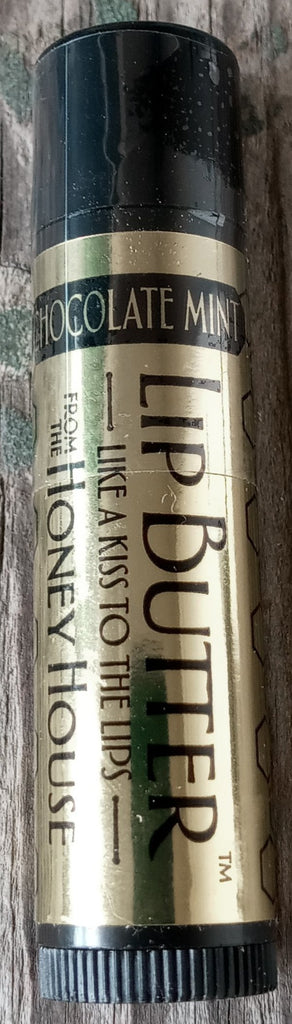 CHOCOLATE MINT
LIP BUTTER™
— LIKE A KISS TO THE LIPS —
FROM THE HONEY HOUSE